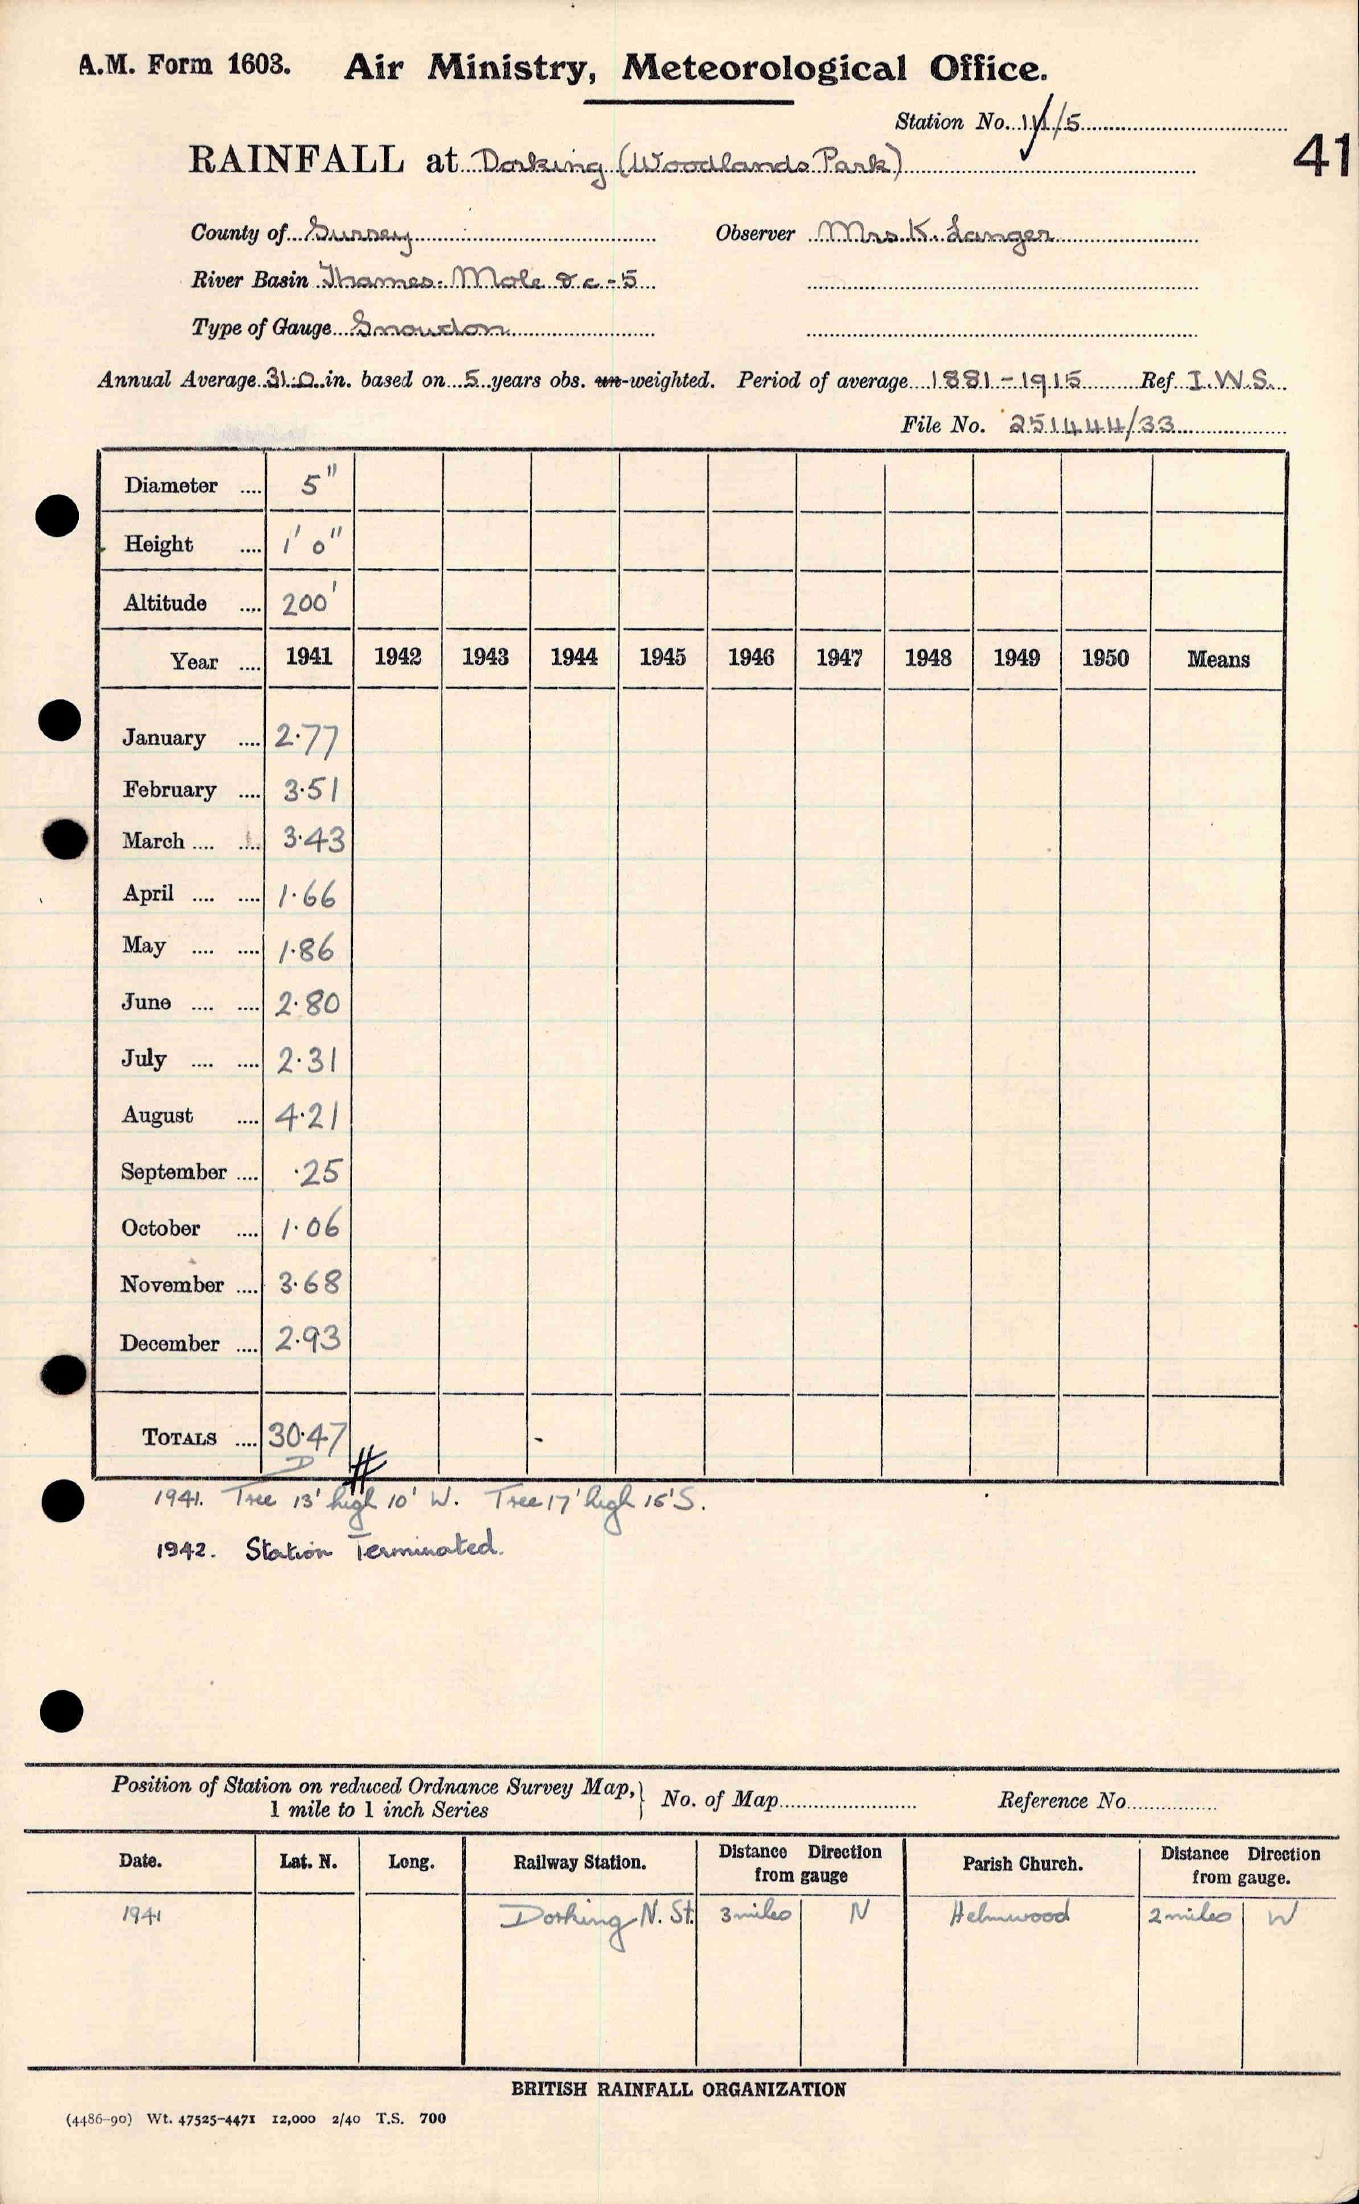 A.M. Form 1603. Air Ministry, Meteorological Office.
Station No. 111/5
41
RAINFALL at Dorking (Woodlands Park)
County of Surrey Observer Mrs K. Langer
River Basin Thames. Mole &c - 5
Type of Gauge Snowdon
Annual Average 31.0 in. based on 5 years obs. un-weighted. Period of average 1881 - 1915 Ref I.W.S.
File No. 251444/33
Diameter .... 5"
Height .... 1' 0"
Altitude .... 200'
Year .... 1941 1942 1943 1944 1945 1946 1947 1948 1949 1950 Means
January .... 2.77
February .... 3.51
March .... .... 3.43
April .... .... 1.66
May .... .... 1.86
June .... .... 2.80
July .... .... 2.31
August .... 4.21
September .... .25
October .... 1.06
November .... 3.68
December .... 2.93
TOTALS .... 30.47
D #
1941. Tree 13' high 10' W. Tree 17' high 15' S.
1942. Station Terminated.
Position of Station on reduced Ordnance Survey Map, } No. of Map Reference No.
1 mile to 1 inch Series
Date. Lat. N. Long. Railway Station. Distance Direction from gauge Parish Church. Distance Direction from gauge.
1941 Dorking N. St. 3 miles N Holmwood 2 miles W
BRITISH RAINFALL ORGANIZATION
(4486-90) Wt. 47525-4471 12,000 2/40 T.S. 700